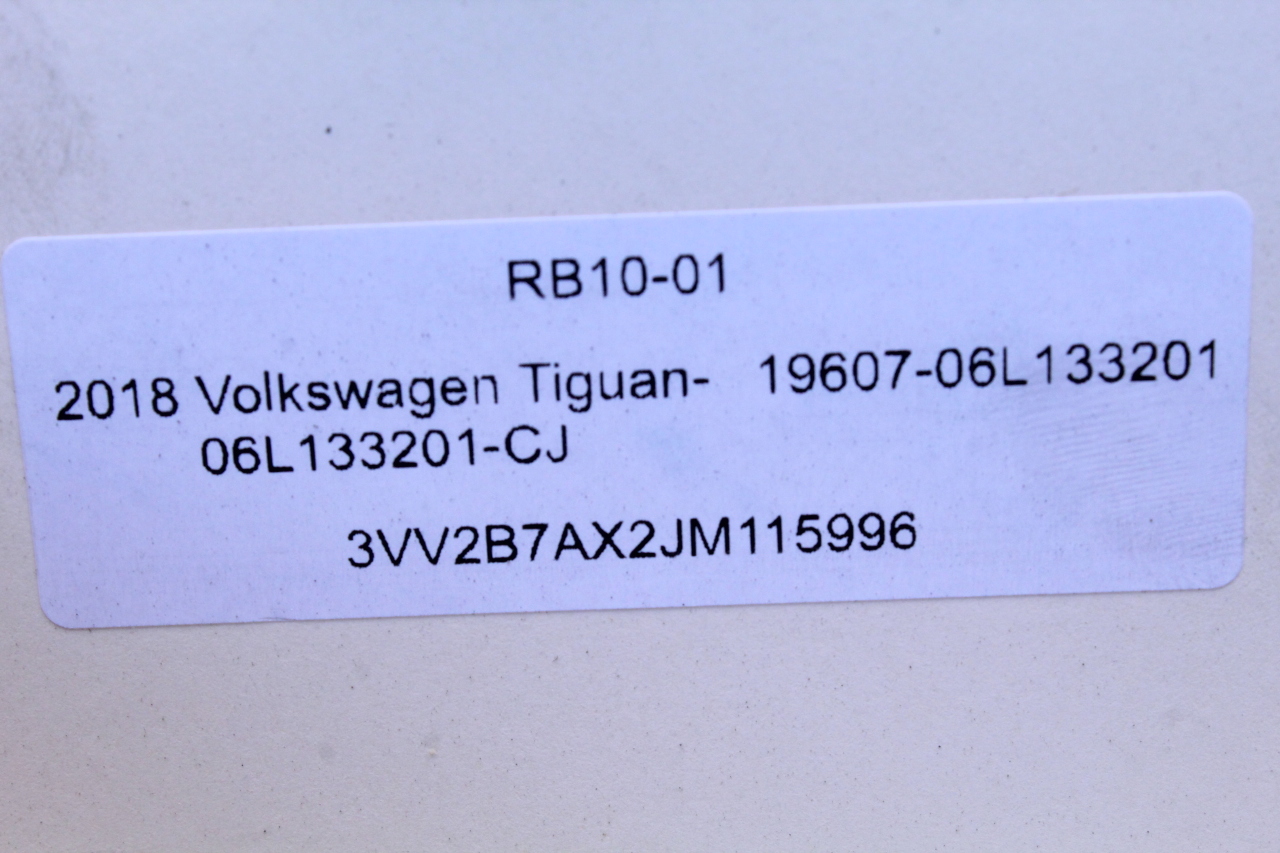 RB10-01
2018 Volkswagen Tiguan- 19607-06L133201
06L133201-CJ
3VV2B7AX2JM115996